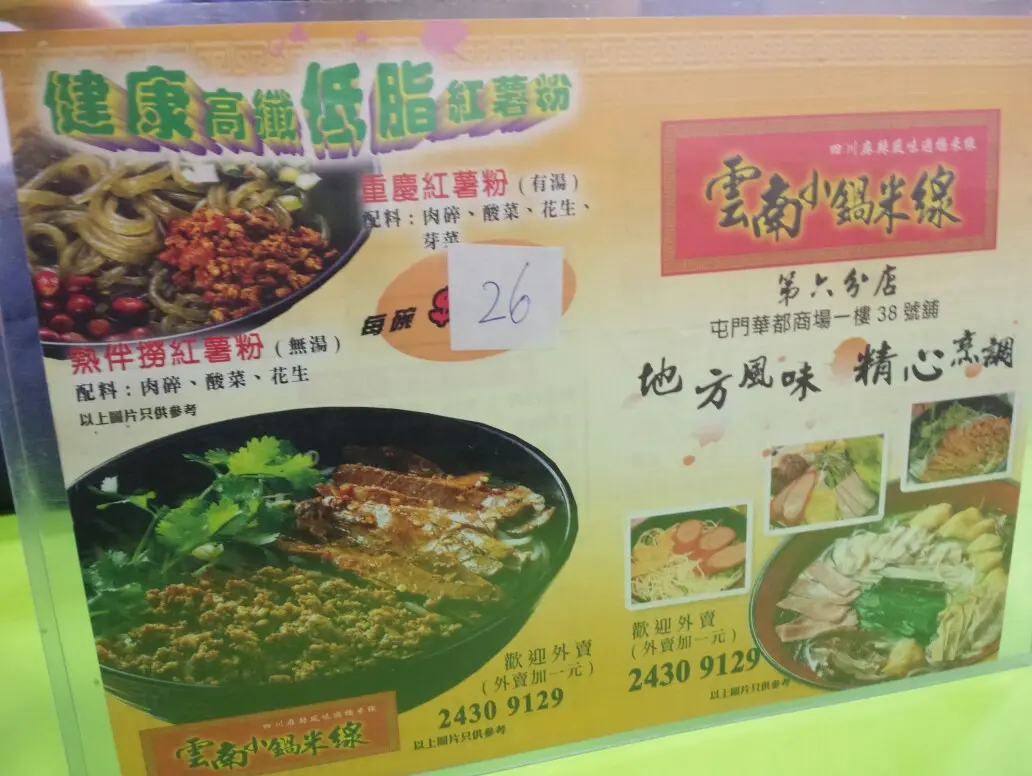 健康高纖低脂紅薯粉
重慶紅薯粉(有湯)
配料:肉碎、酸菜、花生、
芽菜
每碗 $
26
熱伴撈紅薯粉(無湯)
配料:肉碎、酸菜、花生
以上圖片只供參考
歡迎外賣
(外賣加一元)
2430 9129
以上圖片只供參考
四川麻辣風味過橋米線
雲南小鍋米線
四川麻辣風味過橋米線
雲南小鍋米線
第六分店
屯門華都商場一樓 38 號舖
地方風味 精心烹調
歡迎外賣
(外賣加一元)
2430 9129
以上圖片只供參考